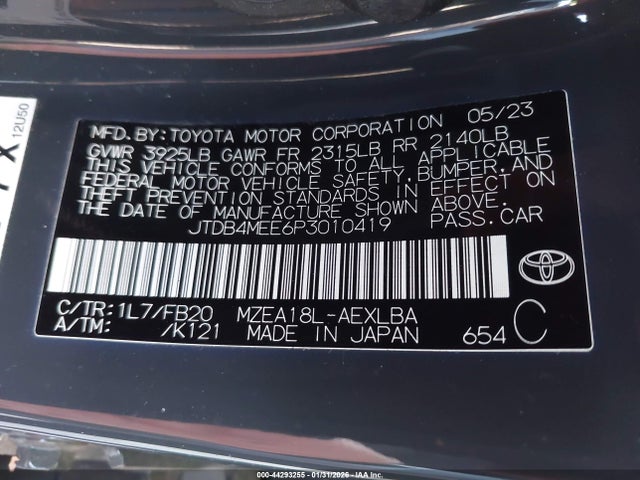 12U50
MFD. BY: TOYOTA MOTOR CORPORATION 05/23
GVWR 3925LB GAWR FR 2315LB RR 2140LB
THIS VEHICLE CONFORMS TO ALL APPLICABLE
FEDERAL MOTOR VEHICLE SAFETY, BUMPER, AND
THEFT PREVENTION STANDARDS IN EFFECT ON
THE DATE OF MANUFACTURE SHOWN ABOVE.
JTDB4MEE6P3010419 PASS. CAR
C/TR: 1L7/FB20 MZEA18L-AEXLBA
A/TM: /K121 MADE IN JAPAN 654 C
000-44293255 - 01/31/2026 - IAA Inc.